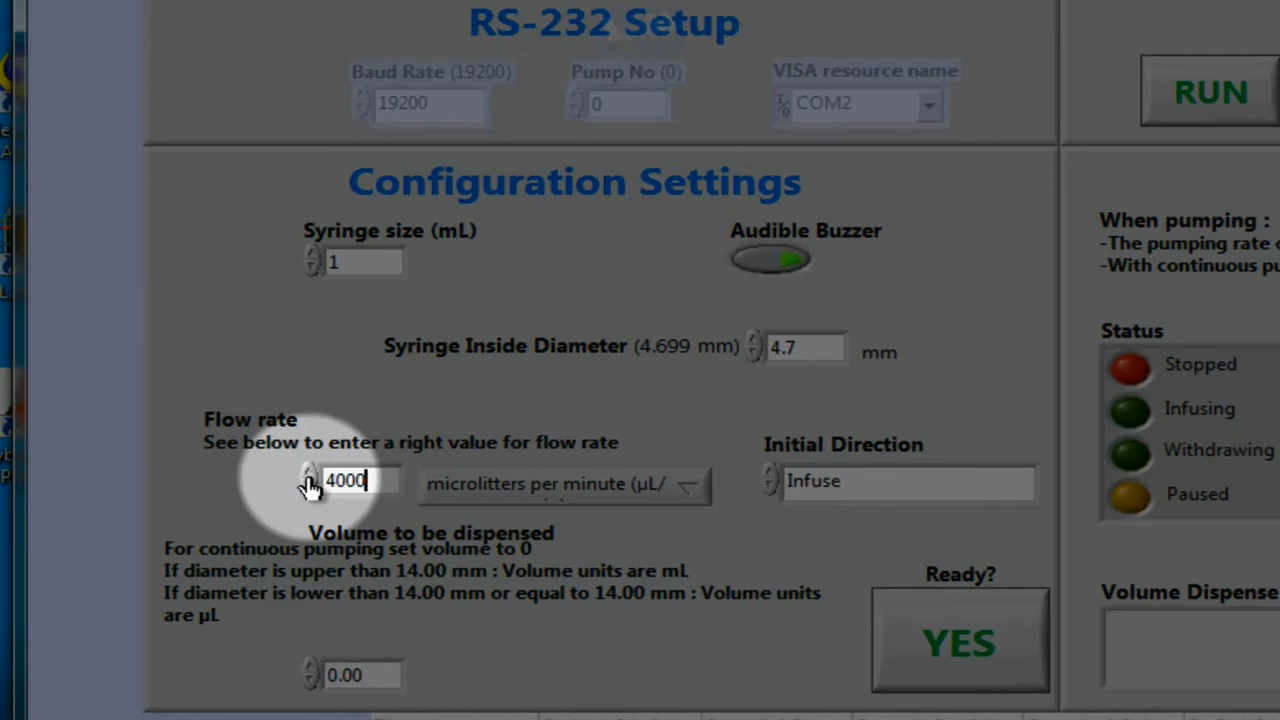 RS-232 Setup
Baud Rate (19200)
Pump No (0)
VISA resource name
19200
0
COM2
RUN
Configuration Settings
Syringe size (mL)
Audible Buzzer
1
When pumping :
-The pumping rate
-With continuous
Syringe Inside Diameter (4.699 mm)
4.7
mm
Status
Stopped
Infusing
Withdrawing
Paused
Flow rate
See below to enter a right value for flow rate
4000
microlitters per minute (µL/
Initial Direction
Infuse
Volume to be dispensed
For continuous pumping set volume to 0
If diameter is upper than 14.00 mm : Volume units are mL
If diameter is lower than 14.00 mm or equal to 14.00 mm : Volume units
are µL
0.00
Ready?
YES
Volume Dispense